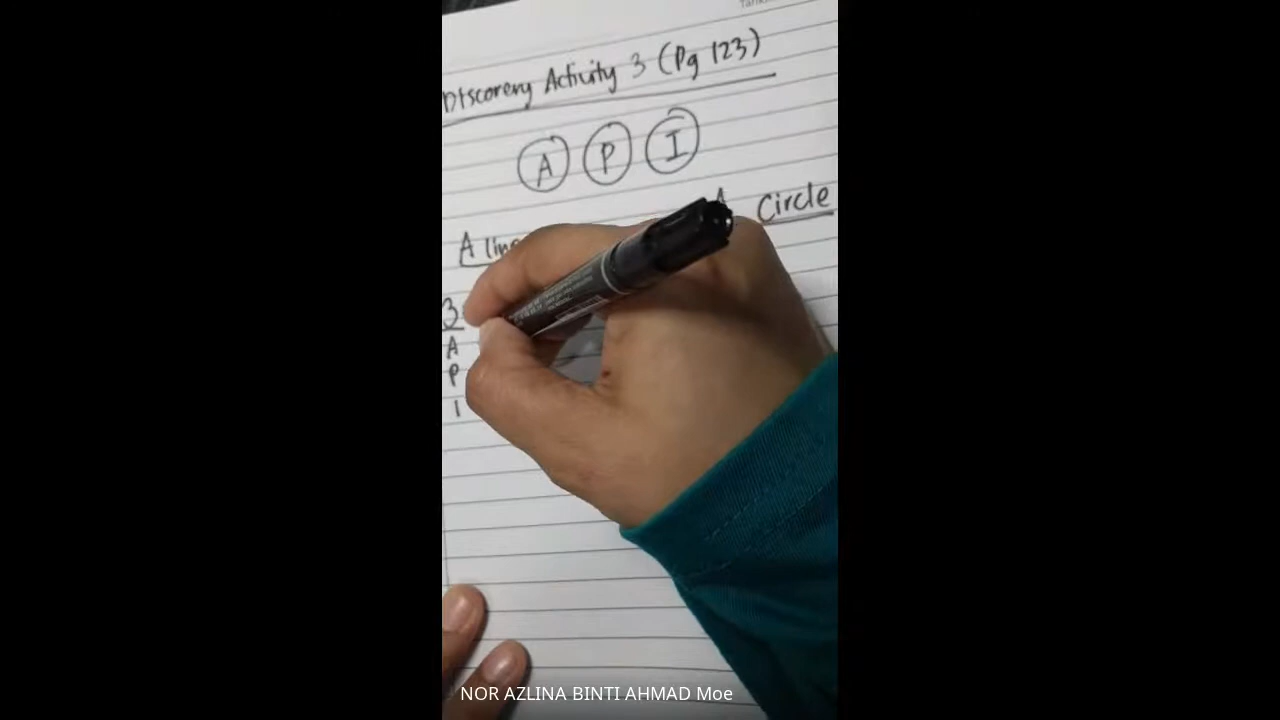 Discovery Activity 3 (Pg 123)
A P I
A line
A Circle
3
A
P
I
NOR AZLINA BINTI AHMAD Moe